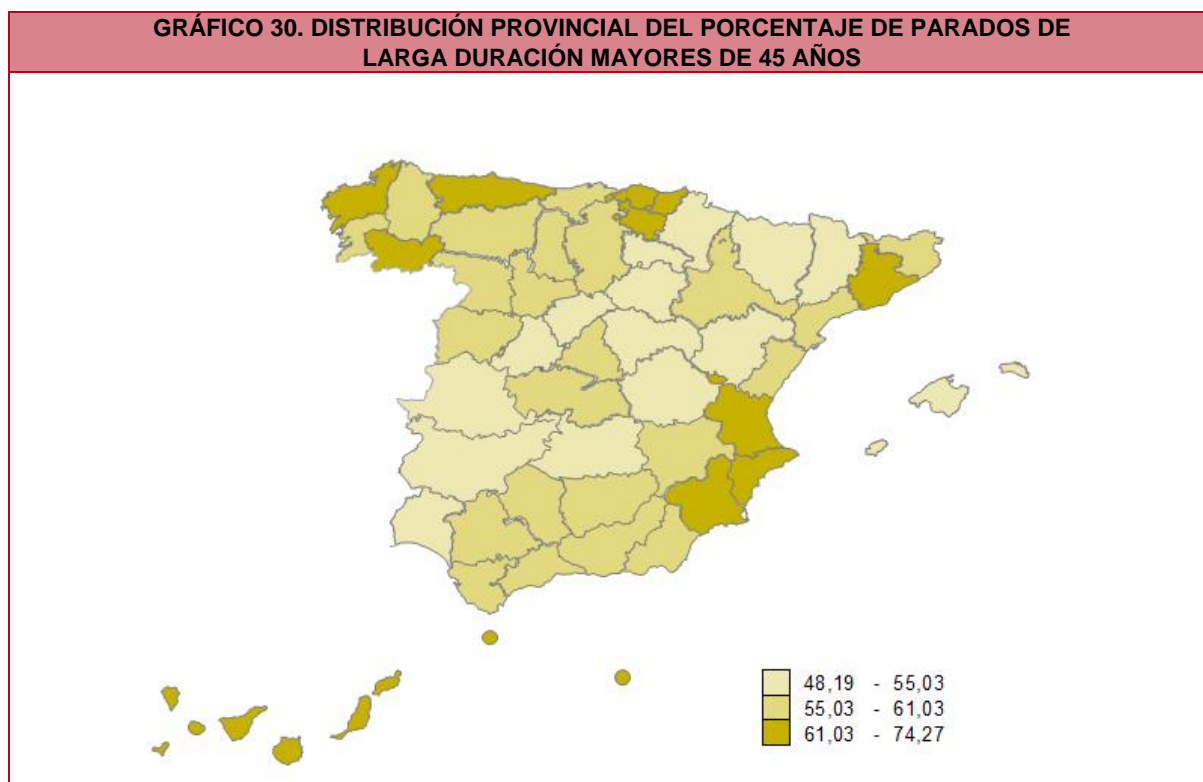 GRÁFICO 30. DISTRIBUCIÓN PROVINCIAL DEL PORCENTAJE DE PARADOS DE
LARGA DURACIÓN MAYORES DE 45 AÑOS
48,19 - 55,03
55,03 - 61,03
61,03 - 74,27